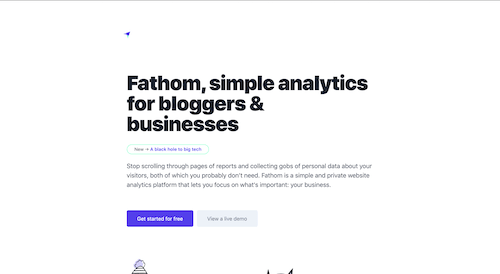 Fathom, simple analytics
for bloggers &
businesses
New → A black hole to big tech
Stop scrolling through pages of reports and collecting gobs of personal data about your
visitors, both of which you probably don't need. Fathom is a simple and private website
analytics platform that lets you focus on what's important: your business.
Get started for free
View a live demo